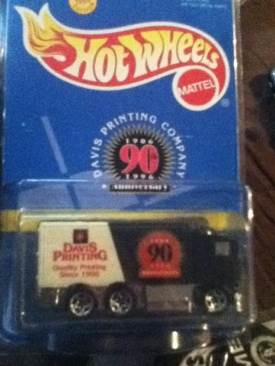 Hot Wheels
MATTEL
DAVIS PRINTING COMPANY
1906
90
1996
ANNIVERSARY
DAVIS
PRINTING
Quality Printing
Since 1906
90